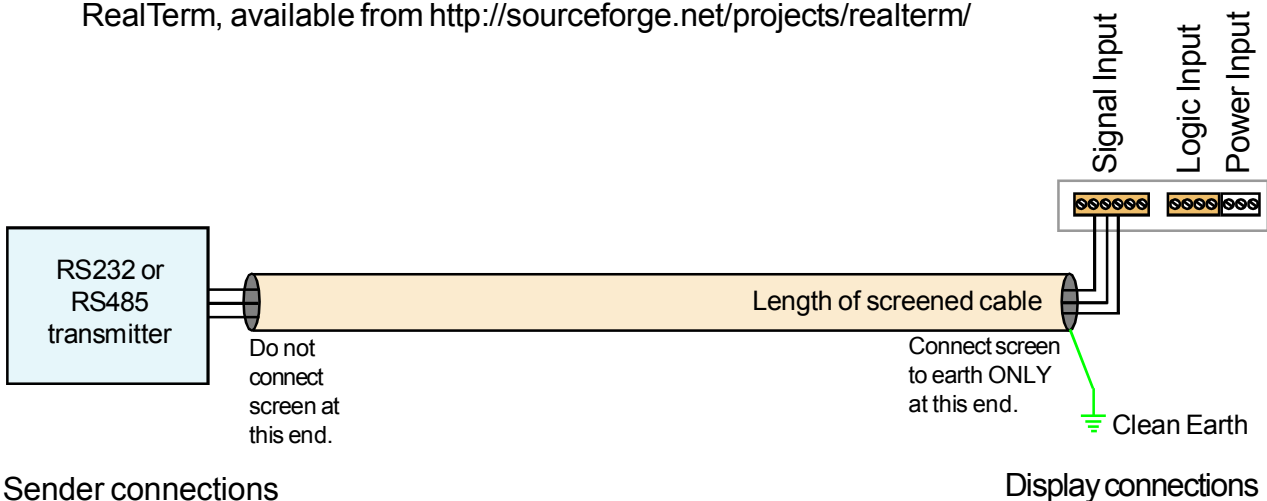 RealTerm, available from http://sourceforge.net/projects/realterm/
Signal Input
Logic Input
Power Input
RS232 or
RS485
transmitter
Length of screened cable
Do not
connect
screen at
this end.
Connect screen
to earth ONLY
at this end.
Clean Earth
Sender connections
Display connections